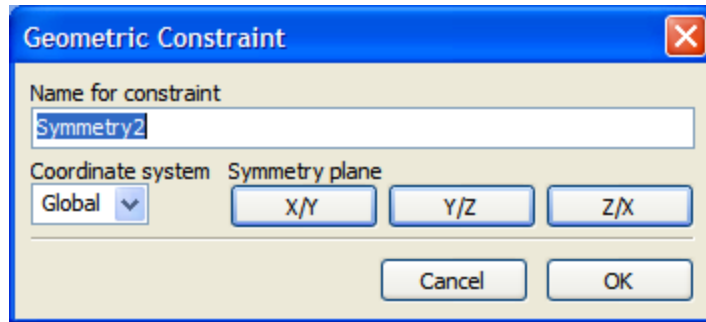 Geometric Constraint
Name for constraint
Symmetry2
Coordinate system Symmetry plane
Global X/Y Y/Z Z/X
Cancel OK